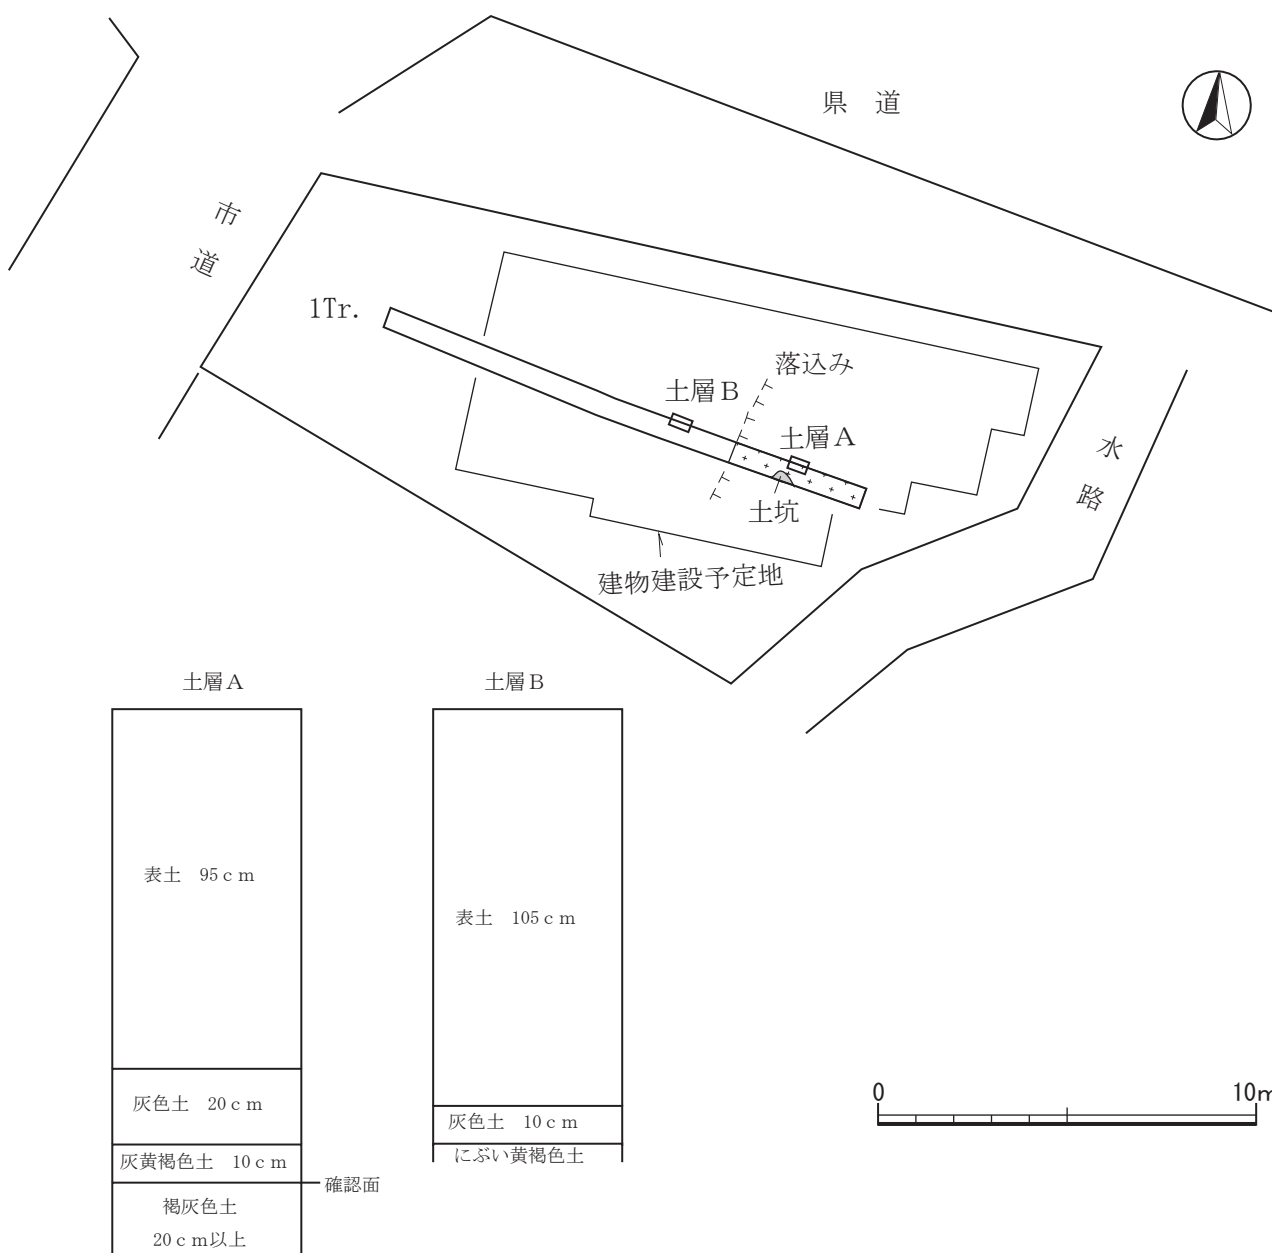 県　道
市
道
1Tr.
落込み
土層Ｂ
土層Ａ
水
路
土坑
建物建設予定地
土層Ａ
土層Ｂ
表土　95ｃｍ
表土　105ｃｍ
灰色土　20ｃｍ
灰色土　10ｃｍ
灰黄褐色土　10ｃｍ
にぶい黄褐色土
確認面
褐灰色土
20ｃｍ以上
0
10m